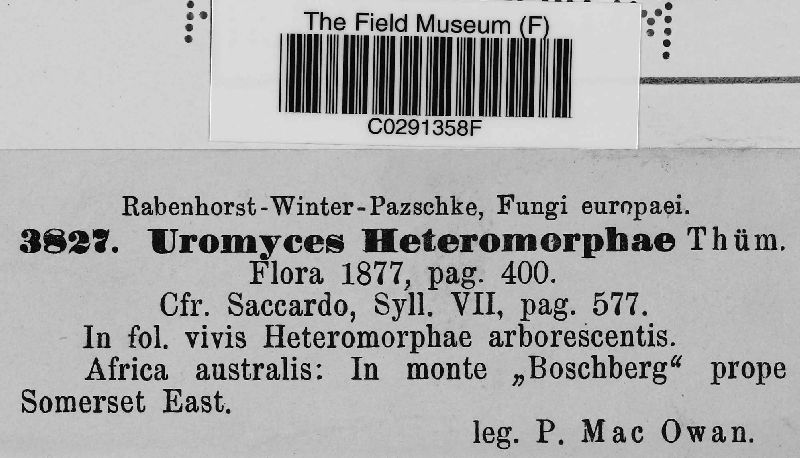 The Field Museum (F)
C0291358F
Rabenhorst-Winter-Pazschke, Fungi europaei.
3827. Uromyces Heteromorphae Thüm.
Flora 1877, pag. 400.
Cfr. Saccardo, Syll. VII, pag. 577.
In fol. vivis Heteromorphae arborescentis.
Africa australis: In monte „Boschberg“ prope
Somerset East.
leg. P. Mac Owan.